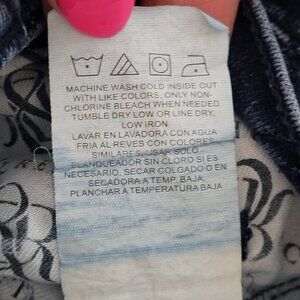 MACHINE WASH COLD INSIDE OUT
WITH LIKE COLORS, ONLY NON-
CHLORINE BLEACH WHEN NEEDED,
TUMBLE DRY LOW OR LINE DRY,
LOW IRON
LAVAR EN LAVADORA CON AGUA
FRIA AL REVES CON COLORES
SIMILARES, USAR SOLO
BLANQUEADOR SIN CLORO SI ES
NECESARIO, SECAR COLGADO O EN
SECADORA A TEMP. BAJA,
PLANCHAR A TEMPERATURA BAJA